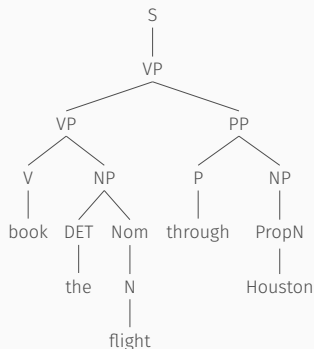 S
VP
VP PP
V NP P NP
book DET Nom through PropN
the N Houston
flight